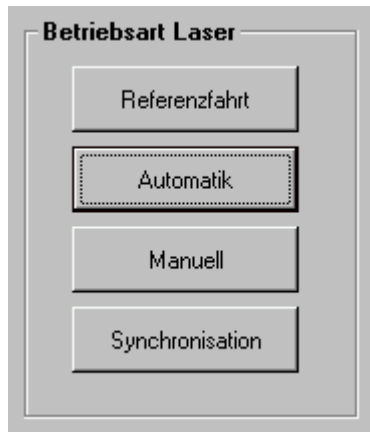 Betriebsart Laser
Referenzfahrt
Automatik
Manuell
Synchronisation